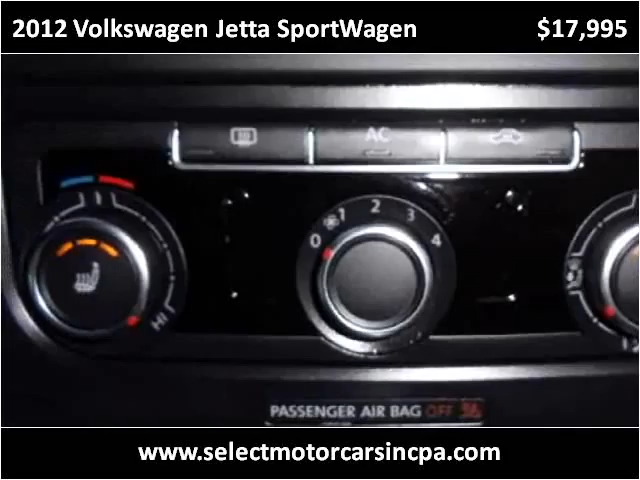 2012 Volkswagen Jetta SportWagen $17,995
AC
0 1 2 3 4
HI
PASSENGER AIR BAG OFF
www.selectmotorcarsincpa.com